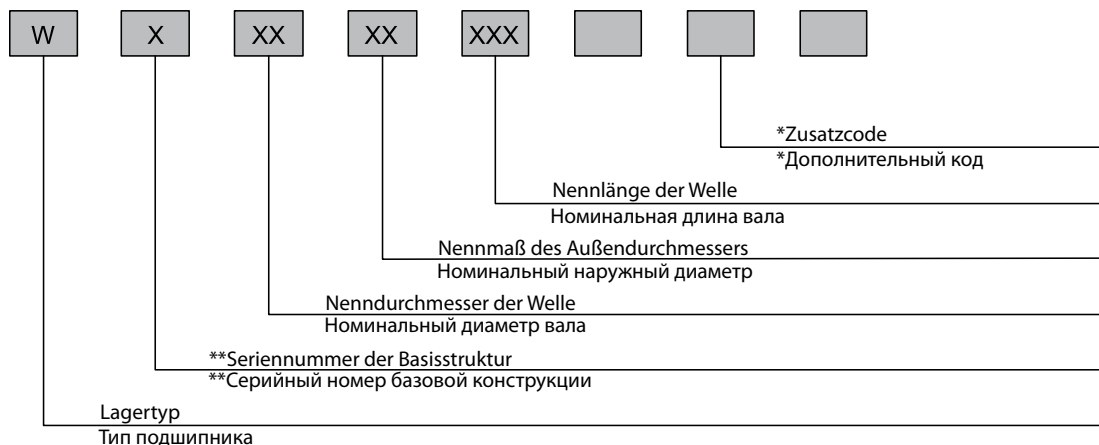 W X XX XX XXX
*Zusatzcode
*Дополнительный код
Nennlänge der Welle
Номинальная длина вала
Nennmaß des Außendurchmessers
Номинальный наружный диаметр
Nenndurchmesser der Welle
Номинальный диаметр вала
**Seriennummer der Basisstruktur
**Серийный номер базовой конструкции
Lagertyp
Тип подшипника